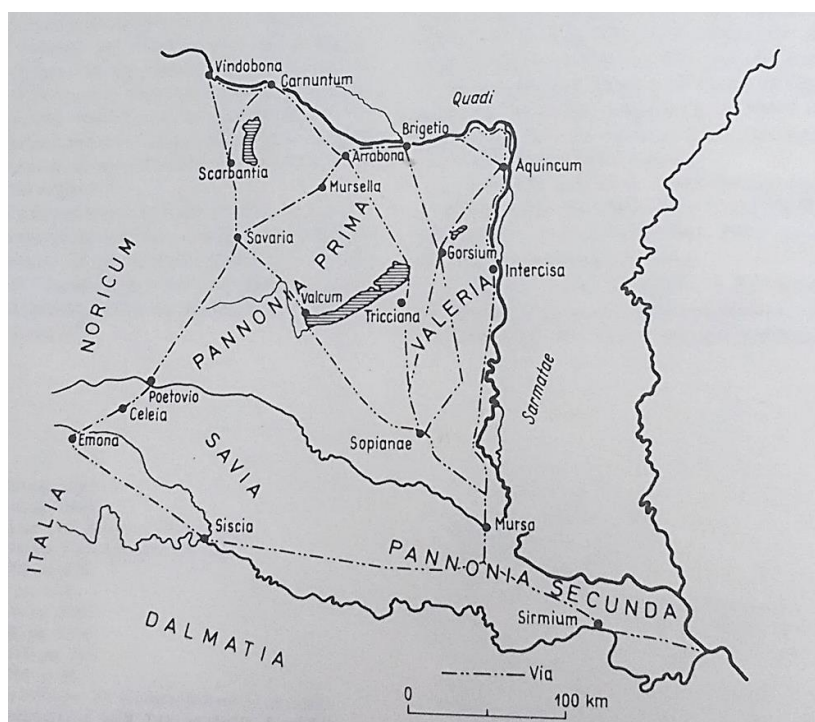 Vindobona
Carnuntum
Quadi
Brigetio
Arrabona
Aquincum
Scarbantia
Mursella
Savaria
Gorsium
Intercisa
NORICUM
PANNONIA PRIMA
Valcum
Tricciana
VALERIA
Sarmatae
Poetovio
Celeia
Emona
SAVIA
Sopianae
ITALIA
Siscia
Mursa
PANNONIA SECUNDA
Sirmium
DALMATIA
Via
0 100 km